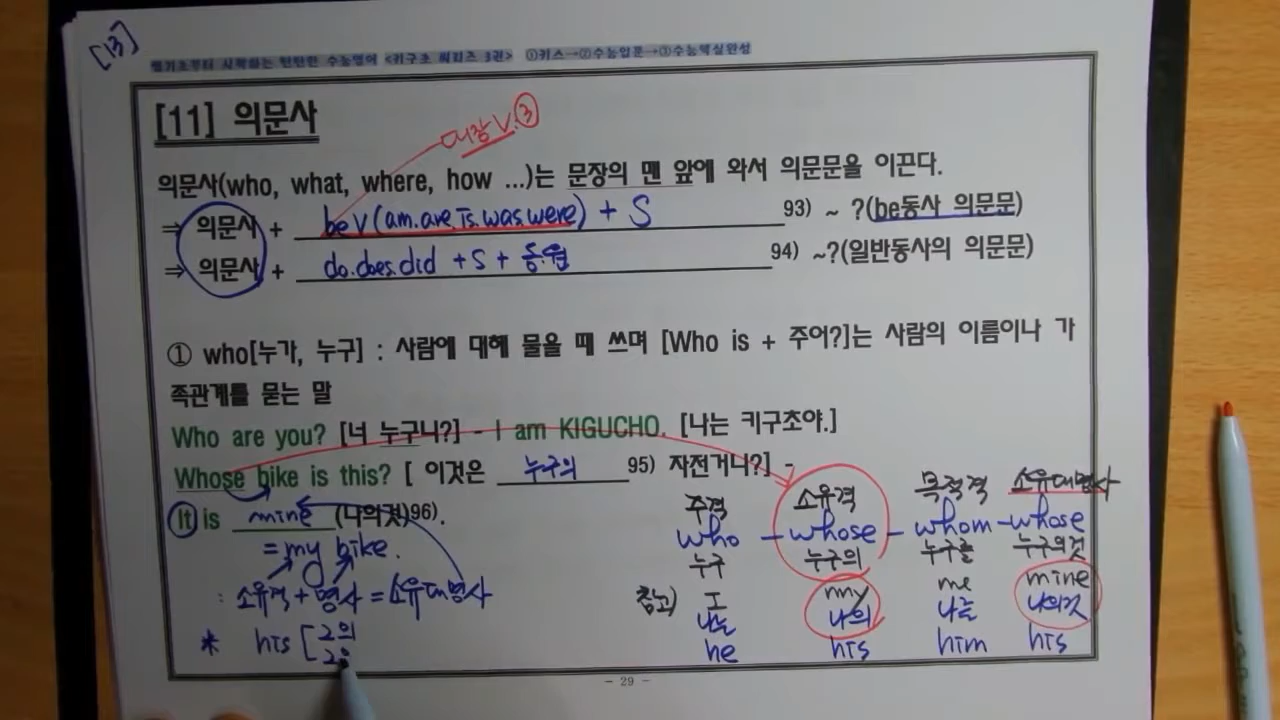 [13]
쌩기초부터 시작하는 탄탄한 수능영어 <키구초 씨리즈 3권> ①키스→②수능입문→③수능핵심완성
[11] 의문사
V.③
의문사(who, what, where, how ...)는 문장의 맨 앞에 와서 의문문을 이끈다.
⇒ 의문사 + be V (am.are.is.was.were) + S 93) ~ ?(be동사 의문문)
⇒ 의문사 + do.does.did + S + 동.원 94) ~?(일반동사의 의문문)
① who[누가, 누구] : 사람에 대해 물을 때 쓰며 [Who is + 주어?]는 사람의 이름이나 가
족관계를 묻는 말
Who are you? [너 누구니?] - I am KIGUCHO. [나는 키구초야.]
Whose bike is this? [ 이것은 누구의 95) 자전거니?] -
It is mine (나의것)96).
= my bike.
: 소유격 + 명사 = 소유대명사
* his [ 그의
주격 소유격 목적격 소유대명사
who - whose - whom - whose
누구 누구의 누구를 누구의것
참고) I my me mine
나는 나의 나를 나의것
he his him his
- 29 -